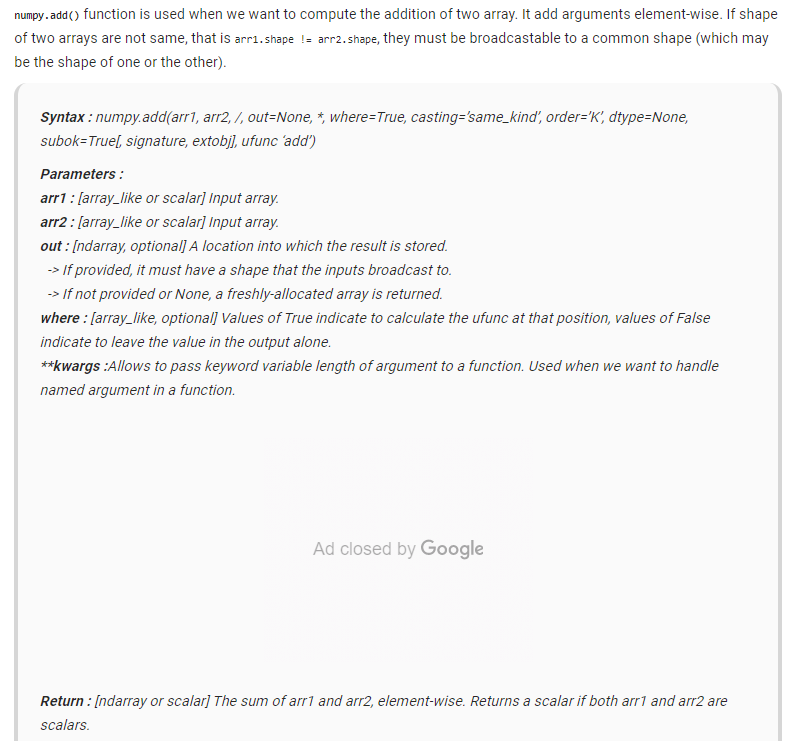 numpy.add() function is used when we want to compute the addition of two array. It add arguments element-wise. If shape
of two arrays are not same, that is arr1.shape != arr2.shape, they must be broadcastable to a common shape (which may
be the shape of one or the other).
Syntax : numpy.add(arr1, arr2, /, out=None, *, where=True, casting=’same_kind’, order=’K’, dtype=None,
subok=True[, signature, extobj], ufunc ‘add’)
Parameters :
arr1 : [array_like or scalar] Input array.
arr2 : [array_like or scalar] Input array.
out : [ndarray, optional] A location into which the result is stored.
-> If provided, it must have a shape that the inputs broadcast to.
-> If not provided or None, a freshly-allocated array is returned.
where : [array_like, optional] Values of True indicate to calculate the ufunc at that position, values of False
indicate to leave the value in the output alone.
**kwargs :Allows to pass keyword variable length of argument to a function. Used when we want to handle
named argument in a function.
Ad closed by Google
Return : [ndarray or scalar] The sum of arr1 and arr2, element-wise. Returns a scalar if both arr1 and arr2 are
scalars.